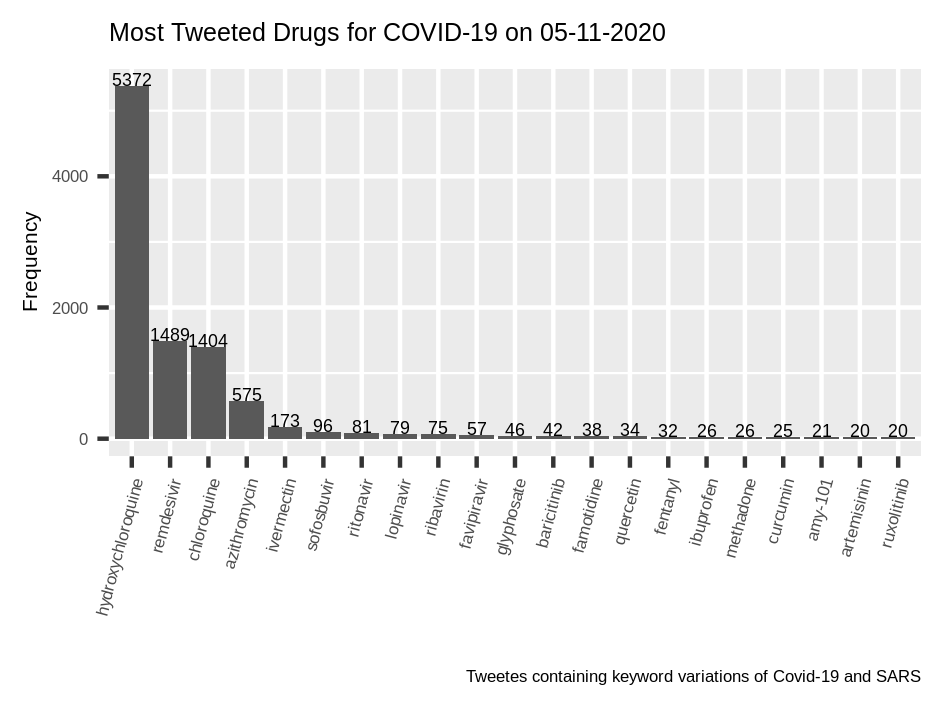 Most Tweeted Drugs for COVID-19 on 05-11-2020
Frequency
4000
2000
0
5372
1489
1404
575
173
96
81
79
75
57
46
42
38
34
32
26
26
25
21
20
20
hydroxychloroquine
remdesivir
chloroquine
azithromycin
ivermectin
sofosbuvir
ritonavir
lopinavir
ribavirin
favipiravir
glyphosate
baricitinib
famotidine
quercetin
fentanyl
ibuprofen
methadone
curcumin
amy-101
artemisinin
ruxolitinib
Tweetes containing keyword variations of Covid-19 and SARS